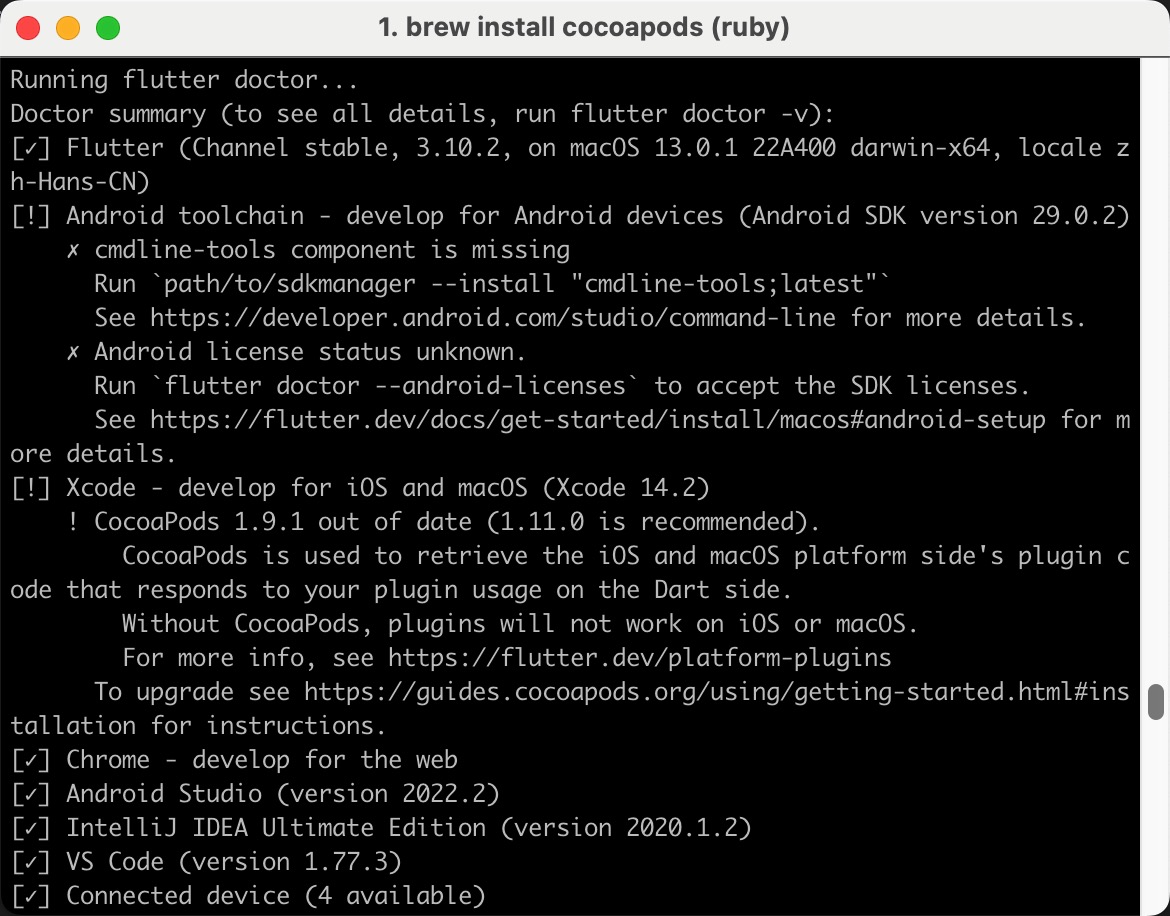 1. brew install cocoapods (ruby)
Running flutter doctor...
Doctor summary (to see all details, run flutter doctor -v):
[✓] Flutter (Channel stable, 3.10.2, on macOS 13.0.1 22A400 darwin-x64, locale z
h-Hans-CN)
[!] Android toolchain - develop for Android devices (Android SDK version 29.0.2)
    ✗ cmdline-tools component is missing
      Run `path/to/sdkmanager --install "cmdline-tools;latest"`
      See https://developer.android.com/studio/command-line for more details.
    ✗ Android license status unknown.
      Run `flutter doctor --android-licenses` to accept the SDK licenses.
      See https://flutter.dev/docs/get-started/install/macos#android-setup for m
ore details.
[!] Xcode - develop for iOS and macOS (Xcode 14.2)
    ! CocoaPods 1.9.1 out of date (1.11.0 is recommended).
        CocoaPods is used to retrieve the iOS and macOS platform side's plugin c
ode that responds to your plugin usage on the Dart side.
        Without CocoaPods, plugins will not work on iOS or macOS.
        For more info, see https://flutter.dev/platform-plugins
      To upgrade see https://guides.cocoapods.org/using/getting-started.html#ins
tallation for instructions.
[✓] Chrome - develop for the web
[✓] Android Studio (version 2022.2)
[✓] IntelliJ IDEA Ultimate Edition (version 2020.1.2)
[✓] VS Code (version 1.77.3)
[✓] Connected device (4 available)